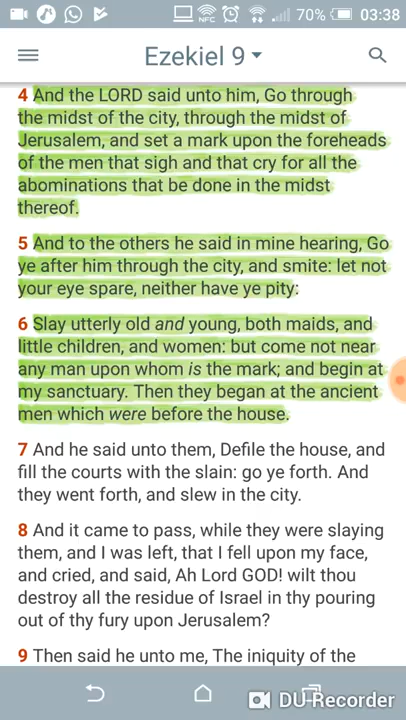 NFC 70% 03:38
Ezekiel 9
4 And the LORD said unto him, Go through
the midst of the city, through the midst of
Jerusalem, and set a mark upon the foreheads
of the men that sigh and that cry for all the
abominations that be done in the midst
thereof.
5 And to the others he said in mine hearing, Go
ye after him through the city, and smite: let not
your eye spare, neither have ye pity:
6 Slay utterly old and young, both maids, and
little children, and women: but come not near
any man upon whom is the mark; and begin at
my sanctuary. Then they began at the ancient
men which were before the house.
7 And he said unto them, Defile the house, and
fill the courts with the slain: go ye forth. And
they went forth, and slew in the city.
8 And it came to pass, while they were slaying
them, and I was left, that I fell upon my face,
and cried, and said, Ah Lord GOD! wilt thou
destroy all the residue of Israel in thy pouring
out of thy fury upon Jerusalem?
9 Then said he unto me, The iniquity of the
DU-Recorder